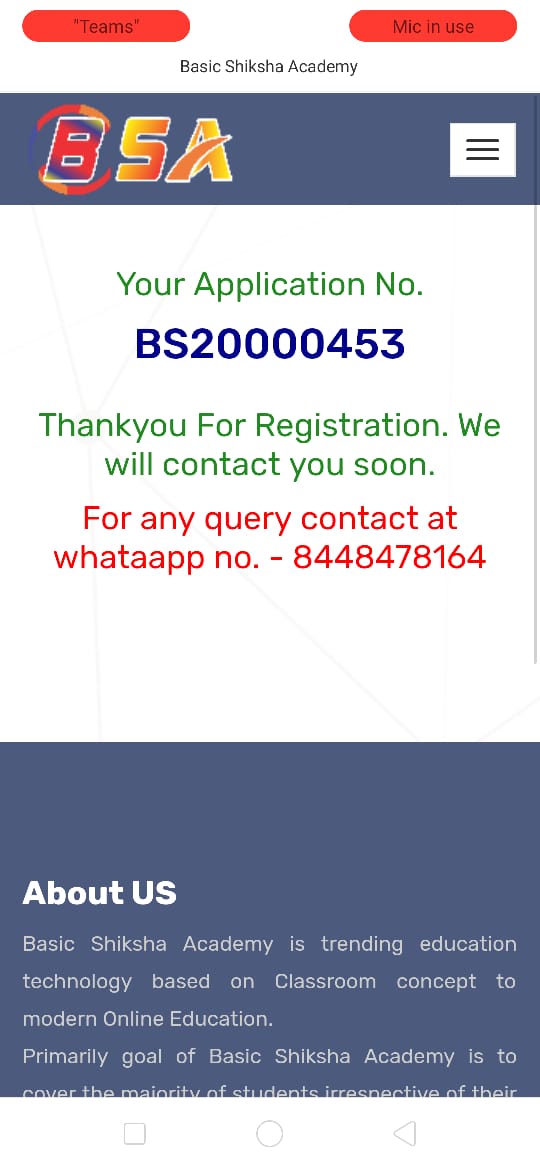 "Teams" Mic in use
Basic Shiksha Academy
BSA
Your Application No.
BS20000453
Thankyou For Registration. We
will contact you soon.
For any query contact at
whataapp no. - 8448478164
About US
Basic Shiksha Academy is trending education
technology based on Classroom concept to
modern Online Education.
Primarily goal of Basic Shiksha Academy is to
cover the majority of students irrespective of their